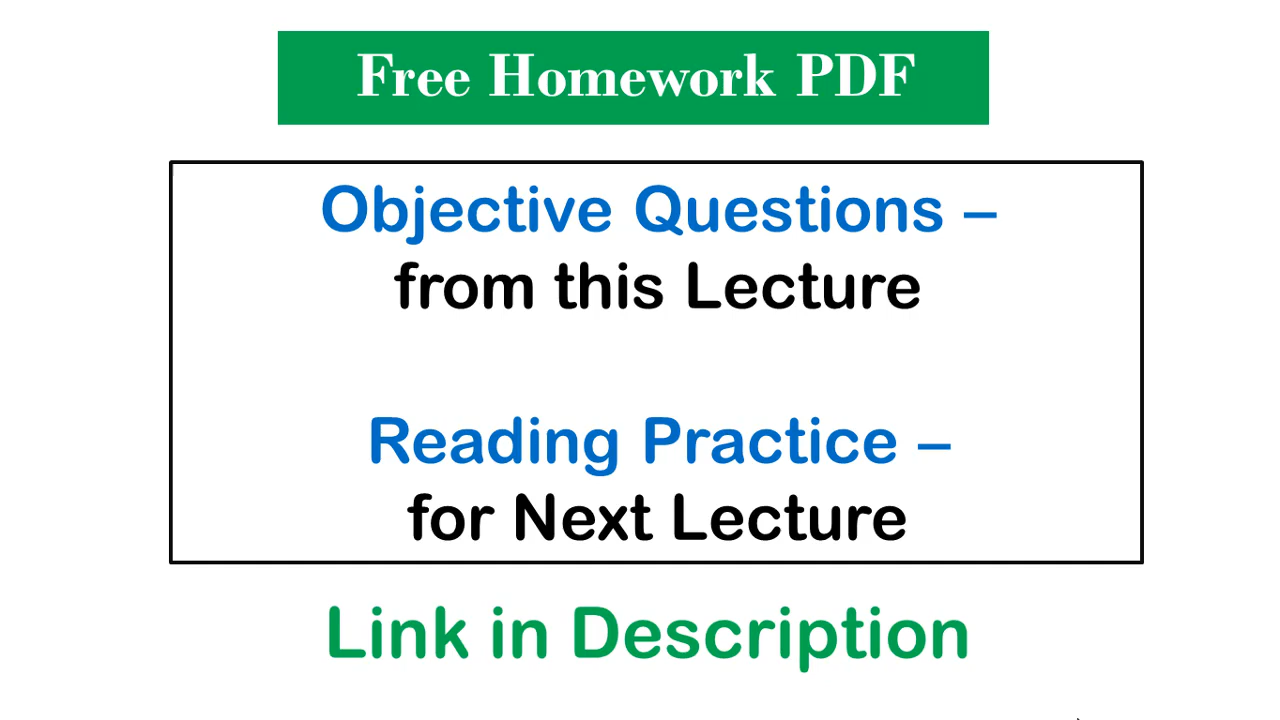 Free Homework PDF
Objective Questions –
from this Lecture
Reading Practice –
for Next Lecture
Link in Description